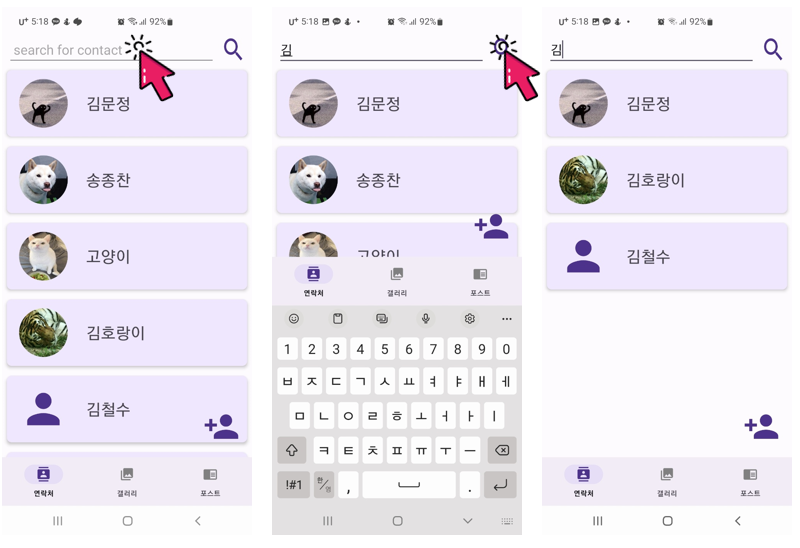 U+ 5:18 92%
search for contact
김문정
송종찬
고양이
김호랑이
김철수
연락처 갤러리 포스트
U+ 5:18 92%
김
김문정
송종찬
고양이
연락처 갤러리 포스트
1 2 3 4 5 6 7 8 9 0
ㅂ ㅈ ㄷ ㄱ ㅅ ㅛ ㅕ ㅑ ㅐ ㅔ
ㅁ ㄴ ㅇ ㄹ ㅎ ㅗ ㅓ ㅏ ㅣ
ㅋ ㅌ ㅊ ㅍ ㅠ ㅜ ㅡ
!#1 한/영 , .
U+ 5:18 92%
김
김문정
김호랑이
김철수
연락처 갤러리 포스트